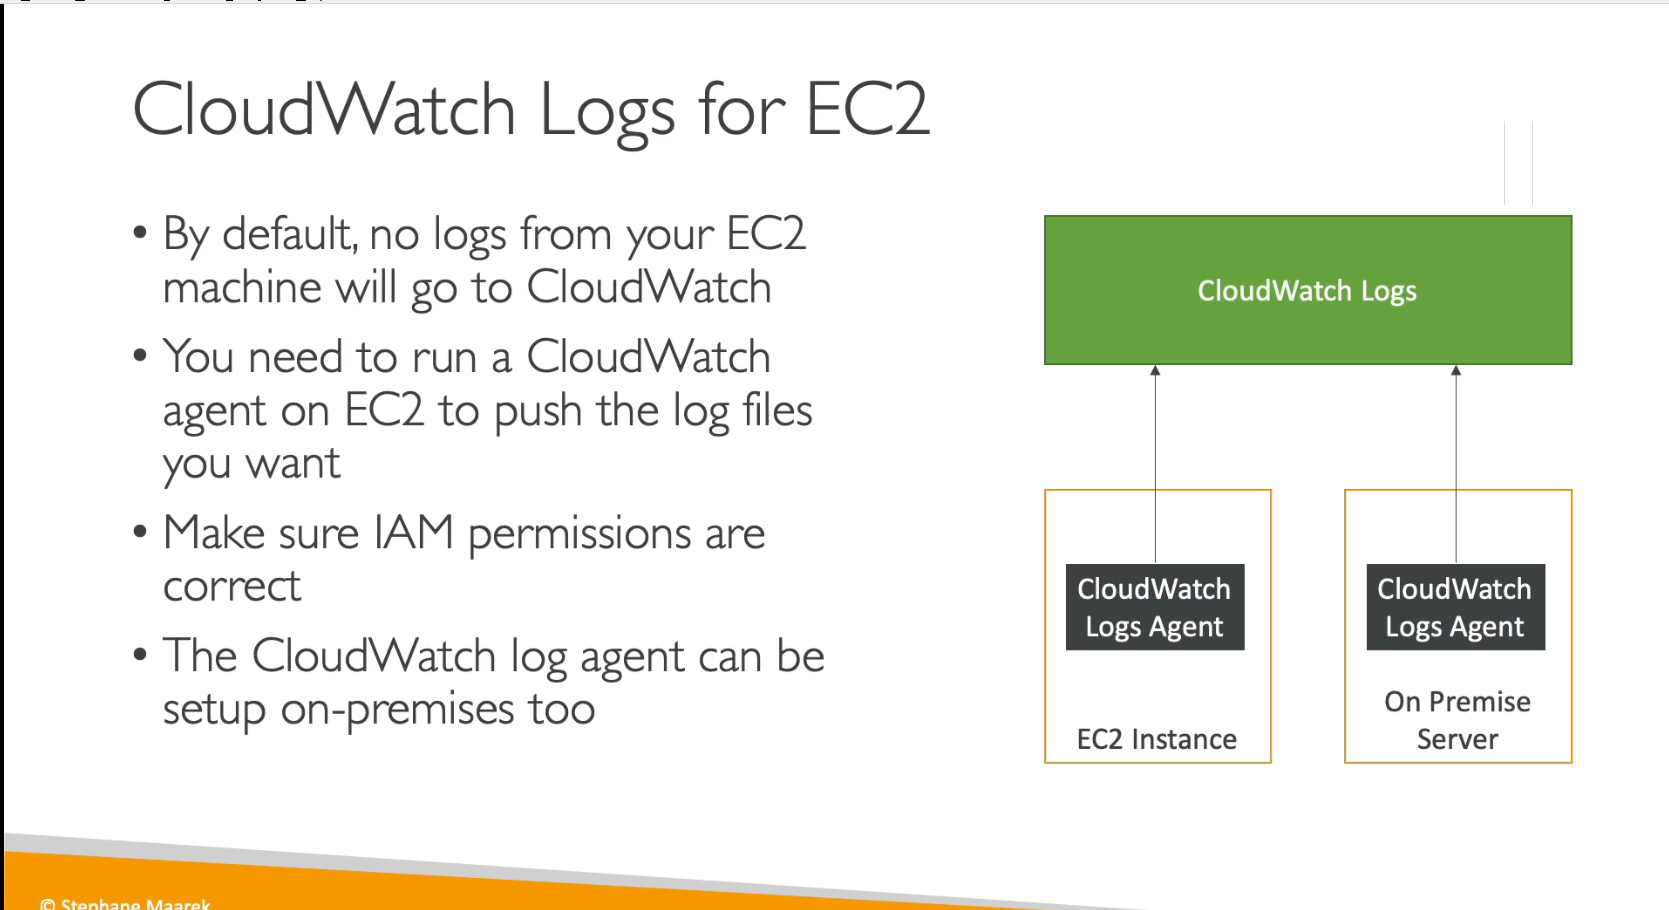 CloudWatch Logs for EC2
• By default, no logs from your EC2
machine will go to CloudWatch
• You need to run a CloudWatch
agent on EC2 to push the log files
you want
• Make sure IAM permissions are
correct
• The CloudWatch log agent can be
setup on-premises too
CloudWatch Logs
CloudWatch
Logs Agent
EC2 Instance
CloudWatch
Logs Agent
On Premise
Server
© Stephane Maarek